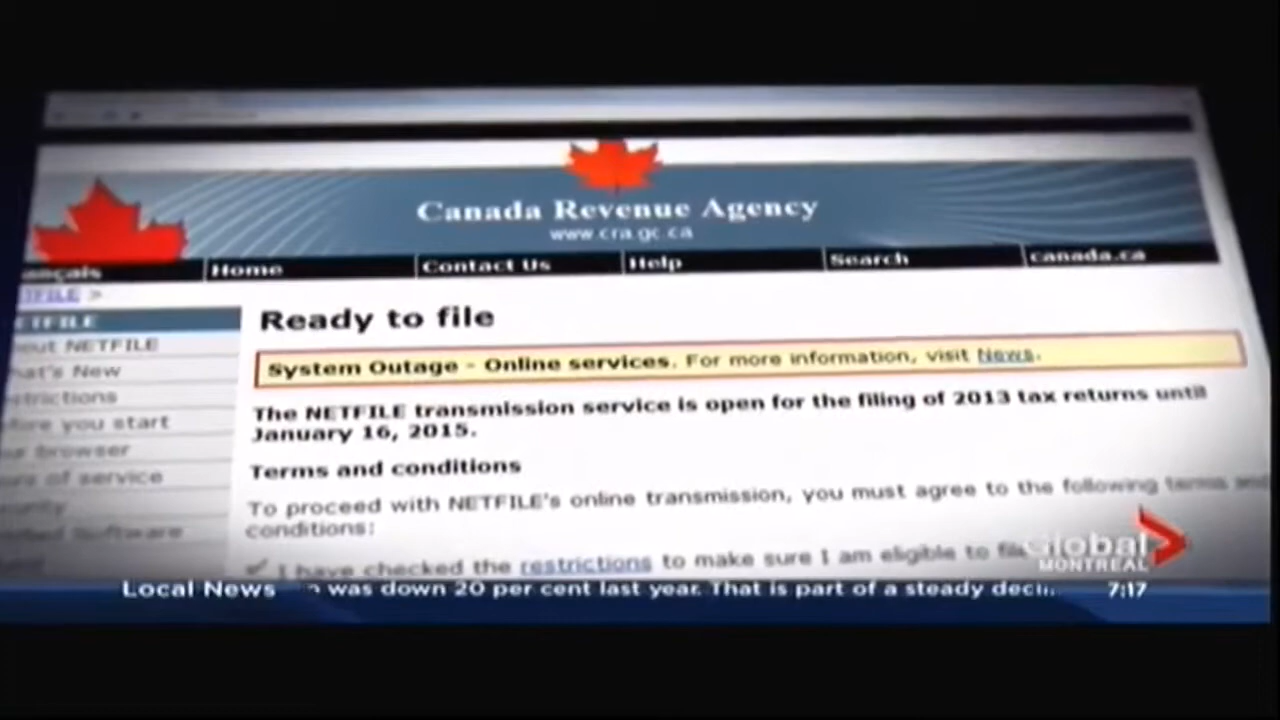 Canada Revenue Agency
www.cra.gc.ca
Home Contact Us Help Search canada.ca
Ready to file
System Outage - Online services. For more information, visit News.
The NETFILE transmission service is open for the filing of 2013 tax returns until
January 16, 2015.
NETFILE
Terms and conditions
To proceed with NETFILE's online transmission, you must agree to the following terms and
conditions:
I have checked the restrictions to make sure I am eligible to
Global
MONTREAL
Local News was down 20 per cent last year. That is part of a steady 7:17